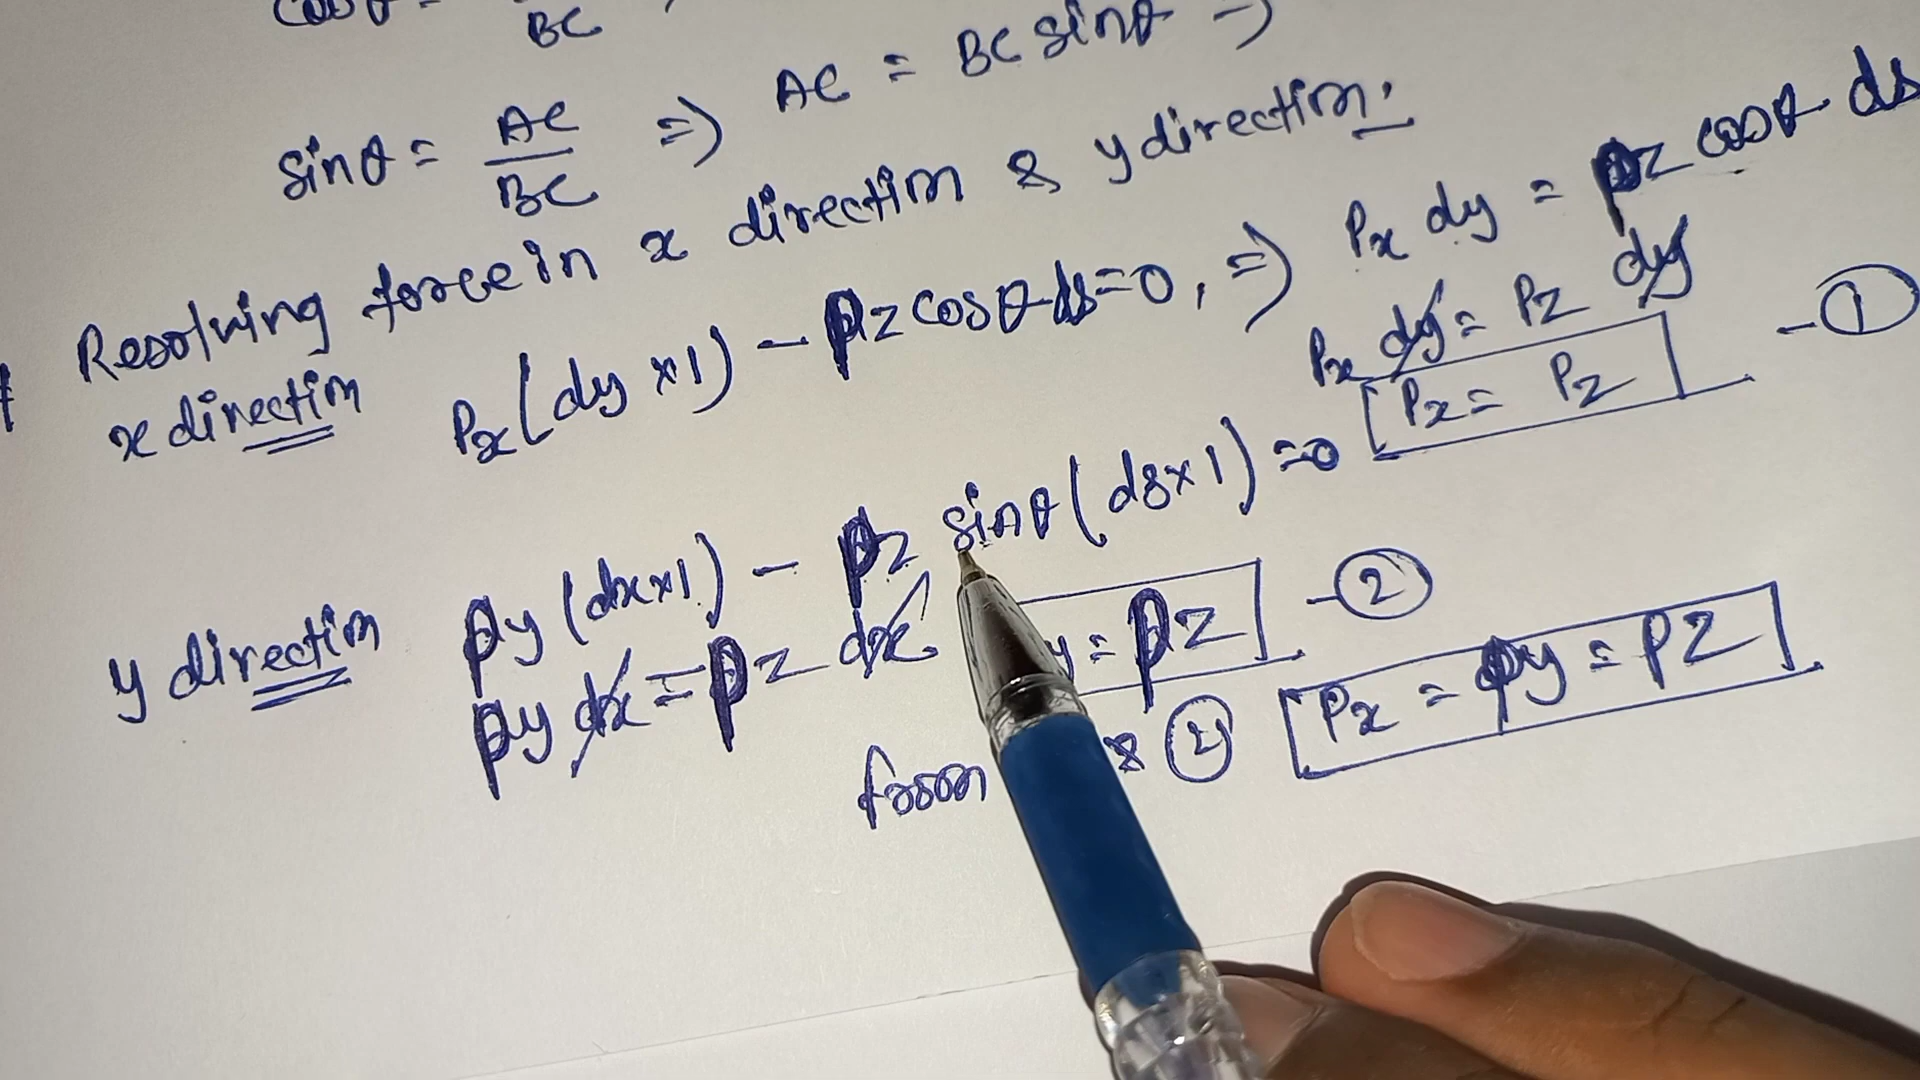 cosθ = BC
sinθ = AC/BC => AC = BC sinθ =>
Resolving force in x direction & y direction:
x direction Px(dy×1) - Pz cosθ ds=0, => Px dy = Pz cosθ ds
Px dy = Pz dy
Px = Pz - 1
y direction Py(dx×1) - Pz sinθ(ds×1)=0
Py dx = Pz dx y = Pz - 2
from & 2 Px = Py = Pz